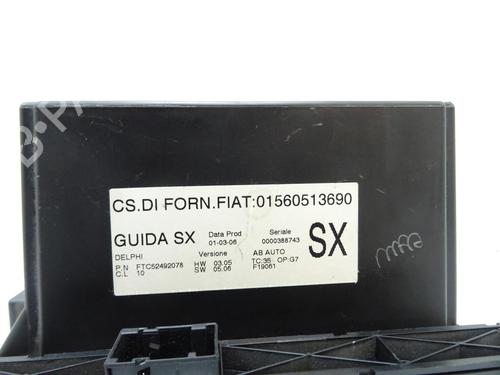 CS.DI FORN.FIAT:01560513690
GUIDA SX Data Prod 01-03-06 Seriale 0000388743 SX
DELPHI Versione AB AUTO
P.N FTC52492078 HW 03.05 TC:35 OP:G7
C.L 10 SW 05.06 F19061